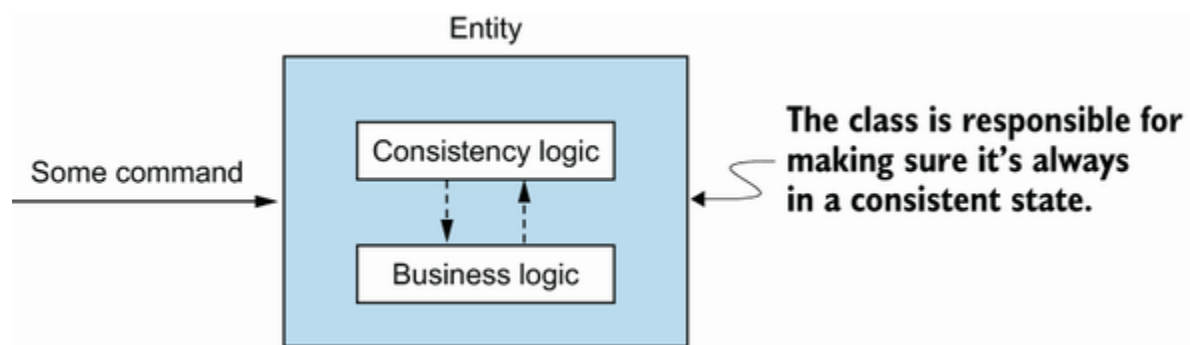 Entity
Some command
Consistency logic
Business logic
The class is responsible for
making sure it's always
in a consistent state.